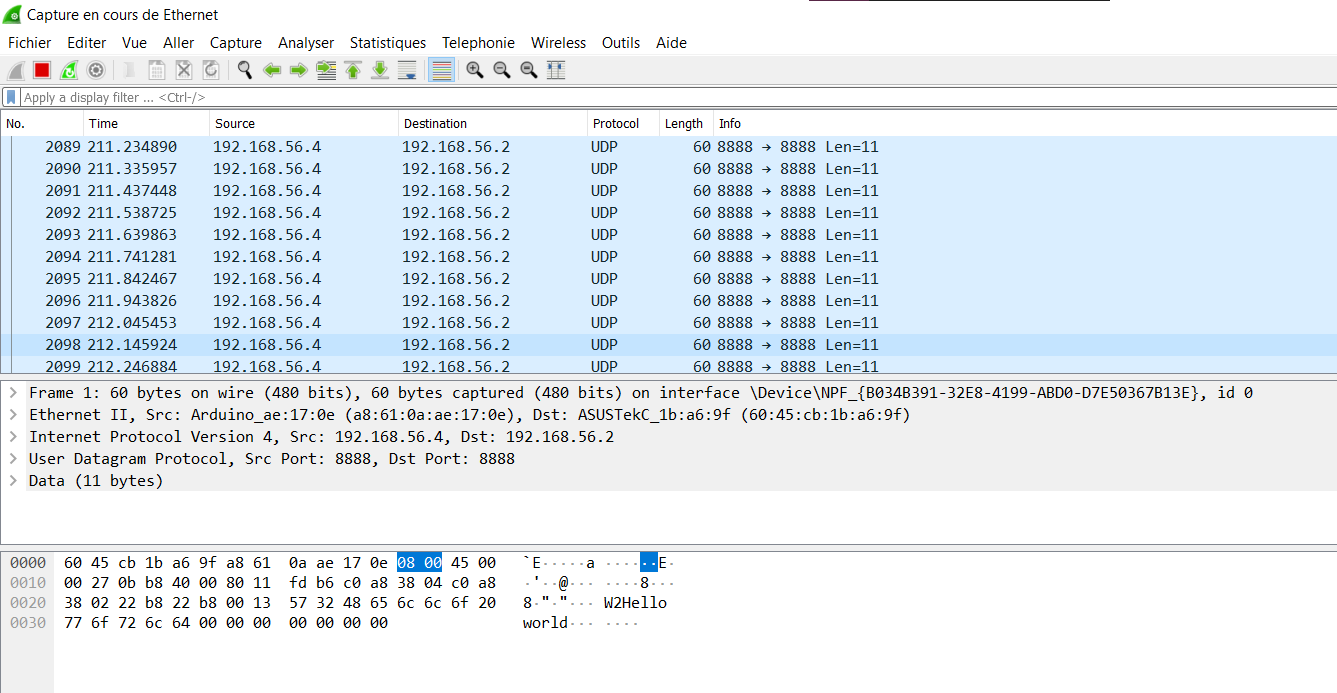 Capture en cours de Ethernet
Fichier Editer Vue Aller Capture Analyser Statistiques Telephonie Wireless Outils Aide
Apply a display filter ... <Ctrl-/>
No. Time Source Destination Protocol Length Info
2089 211.234890 192.168.56.4 192.168.56.2 UDP 60 8888 → 8888 Len=11
2090 211.335957 192.168.56.4 192.168.56.2 UDP 60 8888 → 8888 Len=11
2091 211.437448 192.168.56.4 192.168.56.2 UDP 60 8888 → 8888 Len=11
2092 211.538725 192.168.56.4 192.168.56.2 UDP 60 8888 → 8888 Len=11
2093 211.639863 192.168.56.4 192.168.56.2 UDP 60 8888 → 8888 Len=11
2094 211.741281 192.168.56.4 192.168.56.2 UDP 60 8888 → 8888 Len=11
2095 211.842467 192.168.56.4 192.168.56.2 UDP 60 8888 → 8888 Len=11
2096 211.943826 192.168.56.4 192.168.56.2 UDP 60 8888 → 8888 Len=11
2097 212.045453 192.168.56.4 192.168.56.2 UDP 60 8888 → 8888 Len=11
2098 212.145924 192.168.56.4 192.168.56.2 UDP 60 8888 → 8888 Len=11
2099 212.246884 192.168.56.4 192.168.56.2 UDP 60 8888 → 8888 Len=11
> Frame 1: 60 bytes on wire (480 bits), 60 bytes captured (480 bits) on interface \Device\NPF_{B034B391-32E8-4199-ABD0-D7E50367B13E}, id 0
> Ethernet II, Src: Arduino_ae:17:0e (a8:61:0a:ae:17:0e), Dst: ASUSTekC_1b:a6:9f (60:45:cb:1b:a6:9f)
> Internet Protocol Version 4, Src: 192.168.56.4, Dst: 192.168.56.2
> User Datagram Protocol, Src Port: 8888, Dst Port: 8888
> Data (11 bytes)
0000 60 45 cb 1b a6 9f a8 61 0a ae 17 0e 08 00 45 00 `E·····a ······E·
0010 00 27 0b b8 40 00 80 11 fd b6 c0 a8 38 04 c0 a8 ·'··@··· ····8···
0020 38 02 22 b8 22 b8 00 13 57 32 48 65 6c 6c 6f 20 8·"·"··· W2Hello
0030 77 6f 72 6c 64 00 00 00 00 00 00 00 world··· ····